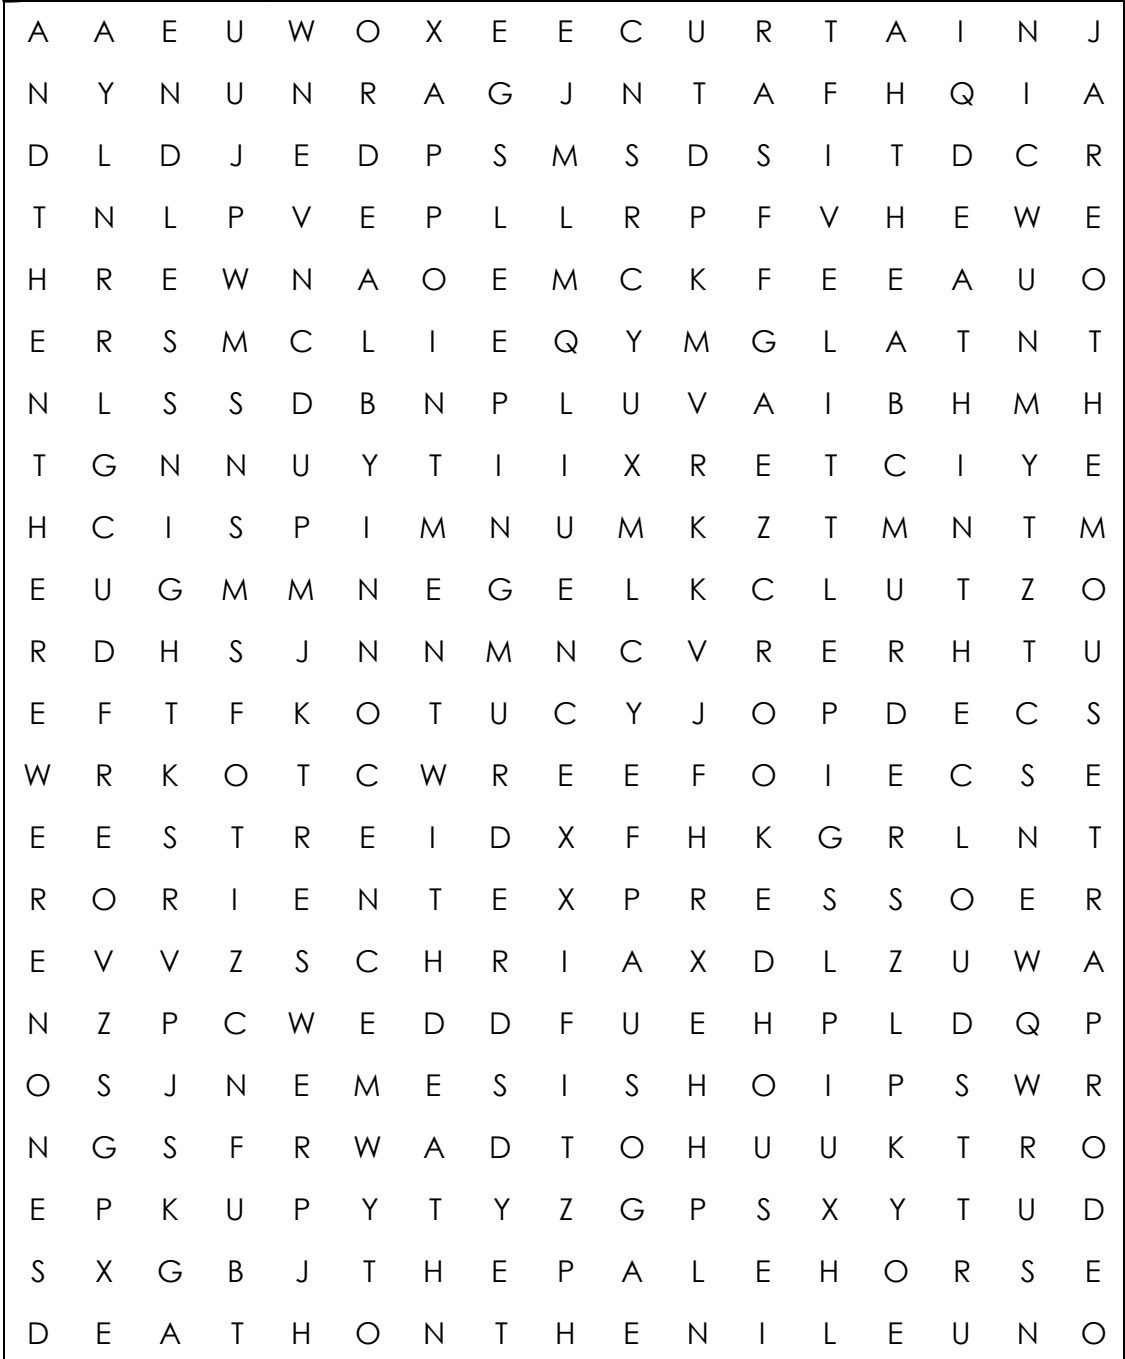 A A E U W O X E E C U R T A I N J
N Y N U N R A G J N T A F H Q I A
D L D J E D P S M S D S I T D C R
T N L P V E P L L R P F V H E W E
H R E W N A O E M C K F E E A U O
E R S M C L I E Q Y M G L A T N T
N L S S D B N P L U V A I B H M H
T G N N U Y T I I X R E T C I Y E
H C I S P I M N U M K Z T M N T M
E U G M M N E G E L K C L U T Z O
R D H S J N N M N C V R E R H T U
E F T F K O T U C Y J O P D E C S
W R K O T C W R E E F O I E C S E
E E S T R E I D X F H K G R L N T
R O R I E N T E X P R E S S O E R
E V V Z S C H R I A X D L Z U W A
N Z P C W E D D F U E H P L D Q P
O S J N E M E S I S H O I P S W R
N G S F R W A D T O H U U K T R O
E P K U P Y T Y Z G P S X Y T U D
S X G B J T H E P A L E H O R S E
D E A T H O N T H E N I L E U N O